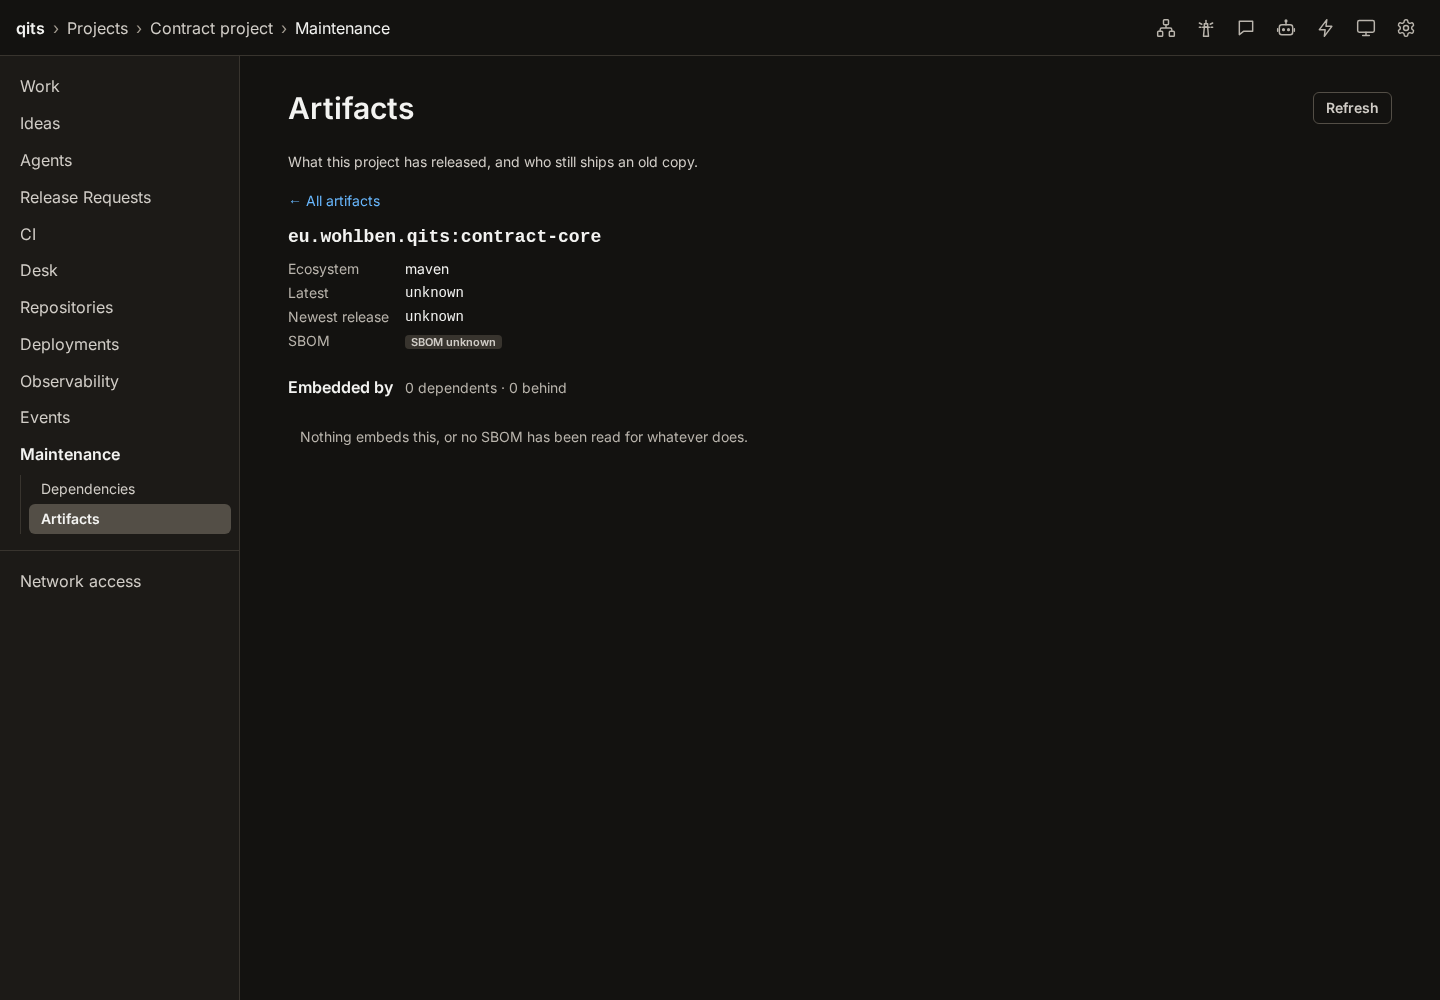 qits › Projects › Contract project › Maintenance
Work
Ideas
Agents
Release Requests
CI
Desk
Repositories
Deployments
Observability
Events
Maintenance
Dependencies
Artifacts
Network access
Artifacts
Refresh
What this project has released, and who still ships an old copy.
← All artifacts
eu.wohlben.qits:contract-core
Ecosystem maven
Latest unknown
Newest release unknown
SBOM SBOM unknown
Embedded by 0 dependents · 0 behind
Nothing embeds this, or no SBOM has been read for whatever does.